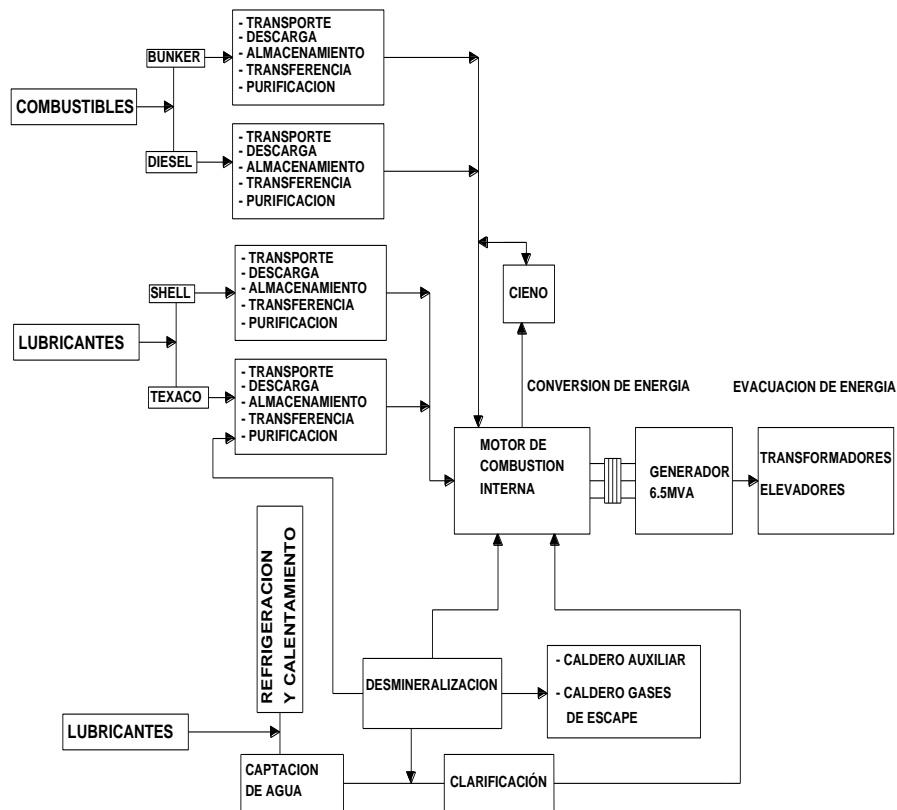 - TRANSPORTE
- DESCARGA
- ALMACENAMIENTO
- TRANSFERENCIA
- PURIFICACION
BUNKER
COMBUSTIBLES
DIESEL
- TRANSPORTE
- DESCARGA
- ALMACENAMIENTO
- TRANSFERENCIA
- PURIFICACION
- TRANSPORTE
- DESCARGA
- ALMACENAMIENTO
- TRANSFERENCIA
- PURIFICACION
SHELL
LUBRICANTES
TEXACO
- TRANSPORTE
- DESCARGA
- ALMACENAMIENTO
- TRANSFERENCIA
- PURIFICACION
CIENO
CONVERSION DE ENERGIA
EVACUACION DE ENERGIA
MOTOR DE
COMBUSTION
INTERNA
GENERADOR
6.5MVA
TRANSFORMADORES
ELEVADORES
REFRIGERACION
Y CALENTAMIENTO
DESMINERALIZACION
- CALDERO AUXILIAR
- CALDERO GASES
DE ESCAPE
LUBRICANTES
CAPTACION
DE AGUA
CLARIFICACIÓN